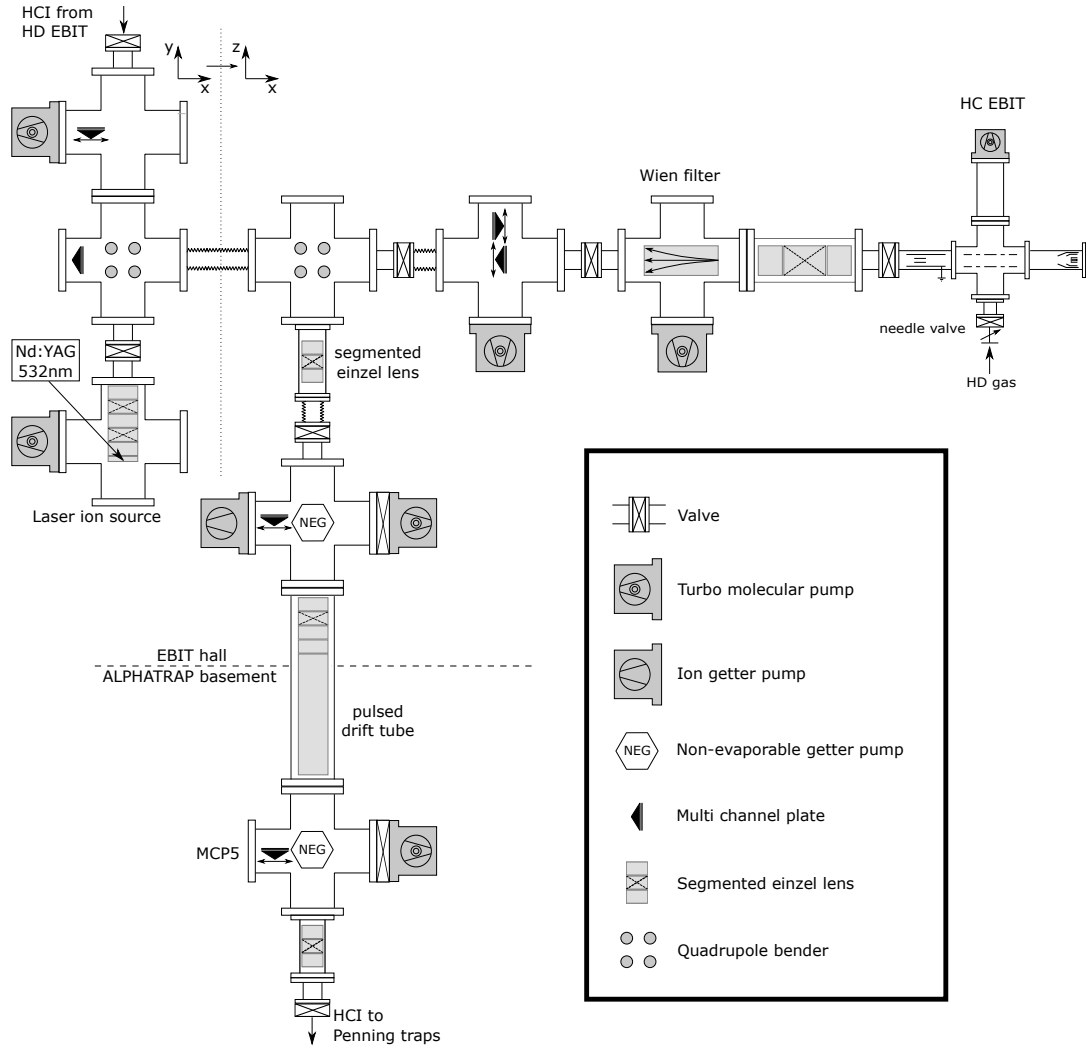 HCI from
HD EBIT
y
x
z
x
HC EBIT
Wien filter
needle valve
HD gas
Nd:YAG
532nm
segmented
einzel lens
Laser ion source
NEG
EBIT hall
ALPHATRAP basement
pulsed
drift tube
MCP5
NEG
HCI to
Penning traps
Valve
Turbo molecular pump
Ion getter pump
NEG
Non-evaporable getter pump
Multi channel plate
Segmented einzel lens
Quadrupole bender